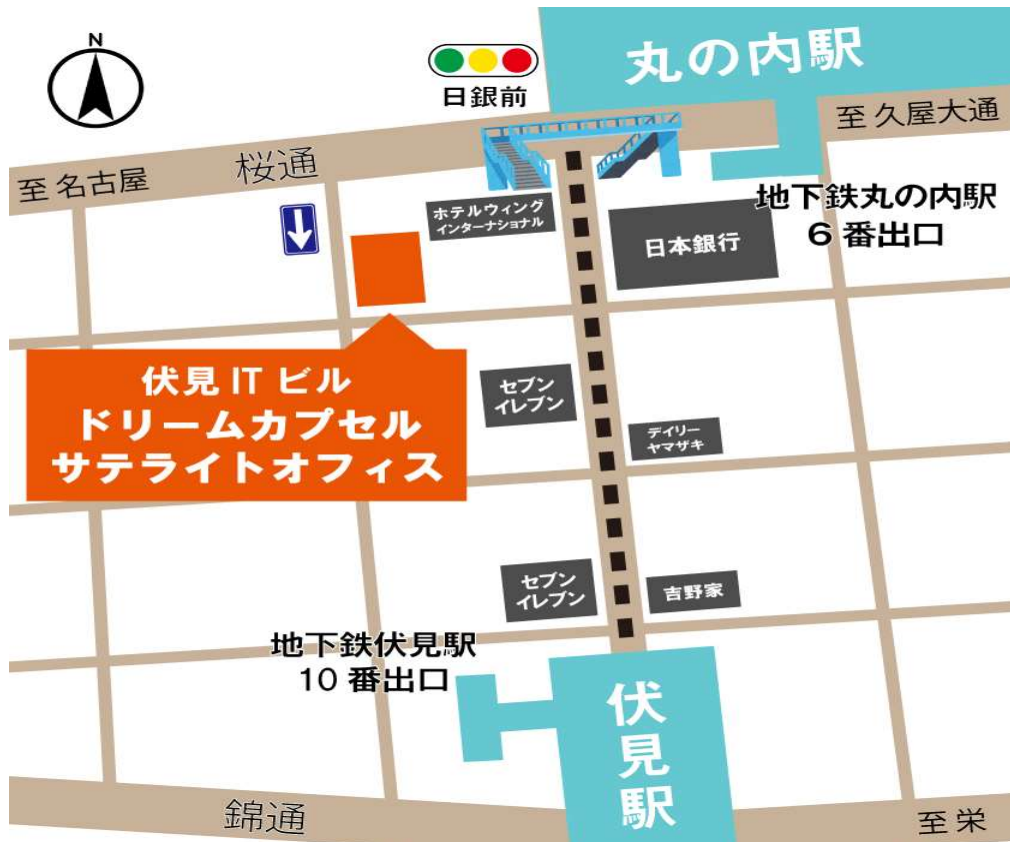 N
日銀前
丸の内駅
至 久屋大通
桜通
至 名古屋
ホテルウィング
インターナショナル
日本銀行
地下鉄丸の内駅
6 番出口
伏見 IT ビル
ドリームカプセル
サテライトオフィス
セブン
イレブン
デイリー
ヤマザキ
セブン
イレブン
吉野家
地下鉄伏見駅
10 番出口
伏見駅
錦通
至 栄